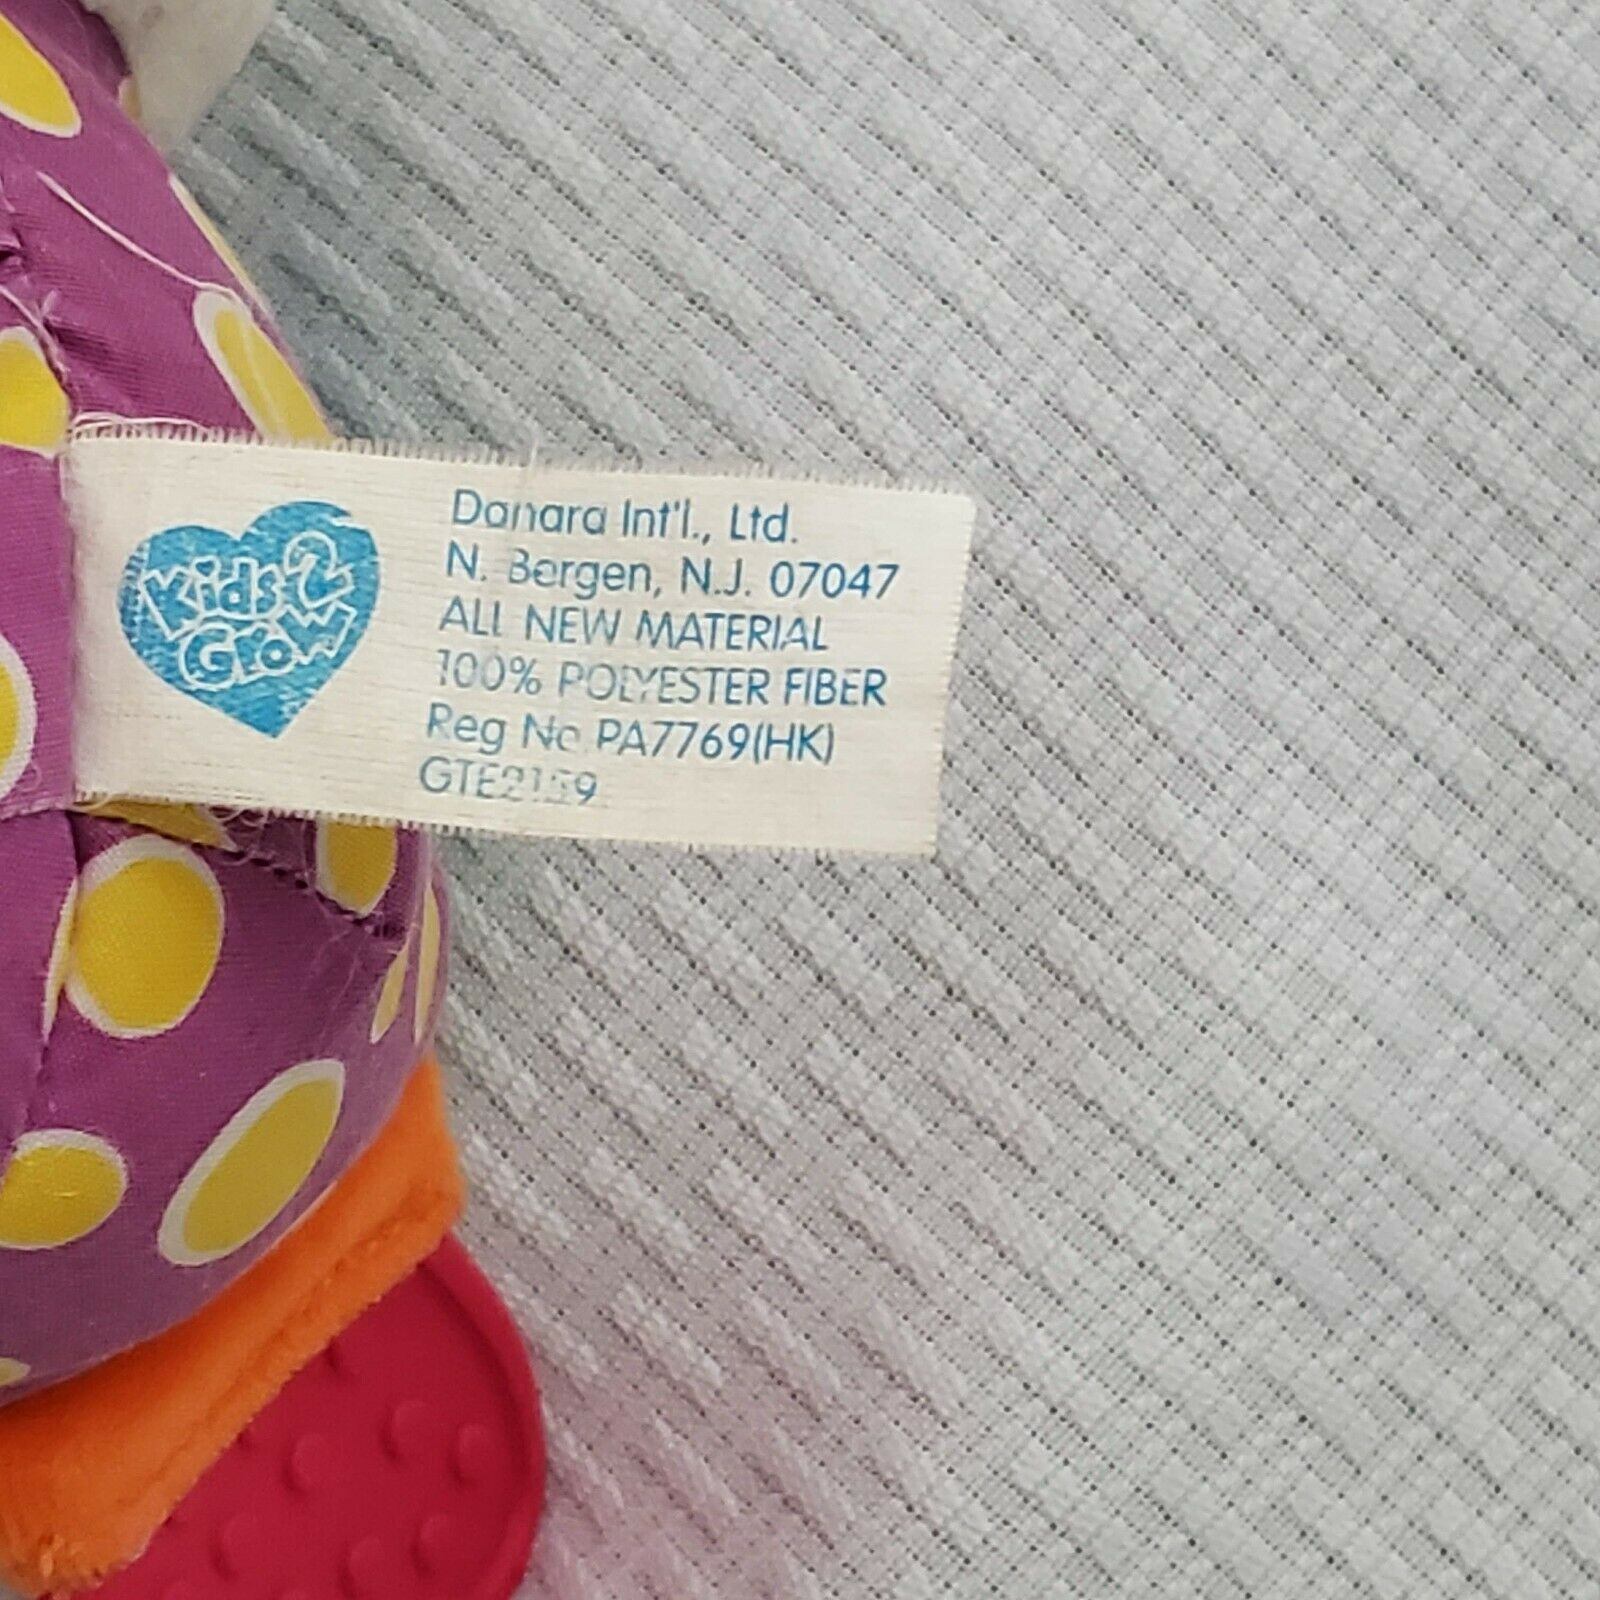 Kids 2
Grow
Danara Int'l., Ltd.
N. Bergen, N.J. 07047
ALL NEW MATERIAL
100% POLYESTER FIBER
Reg No. PA7769(HK)